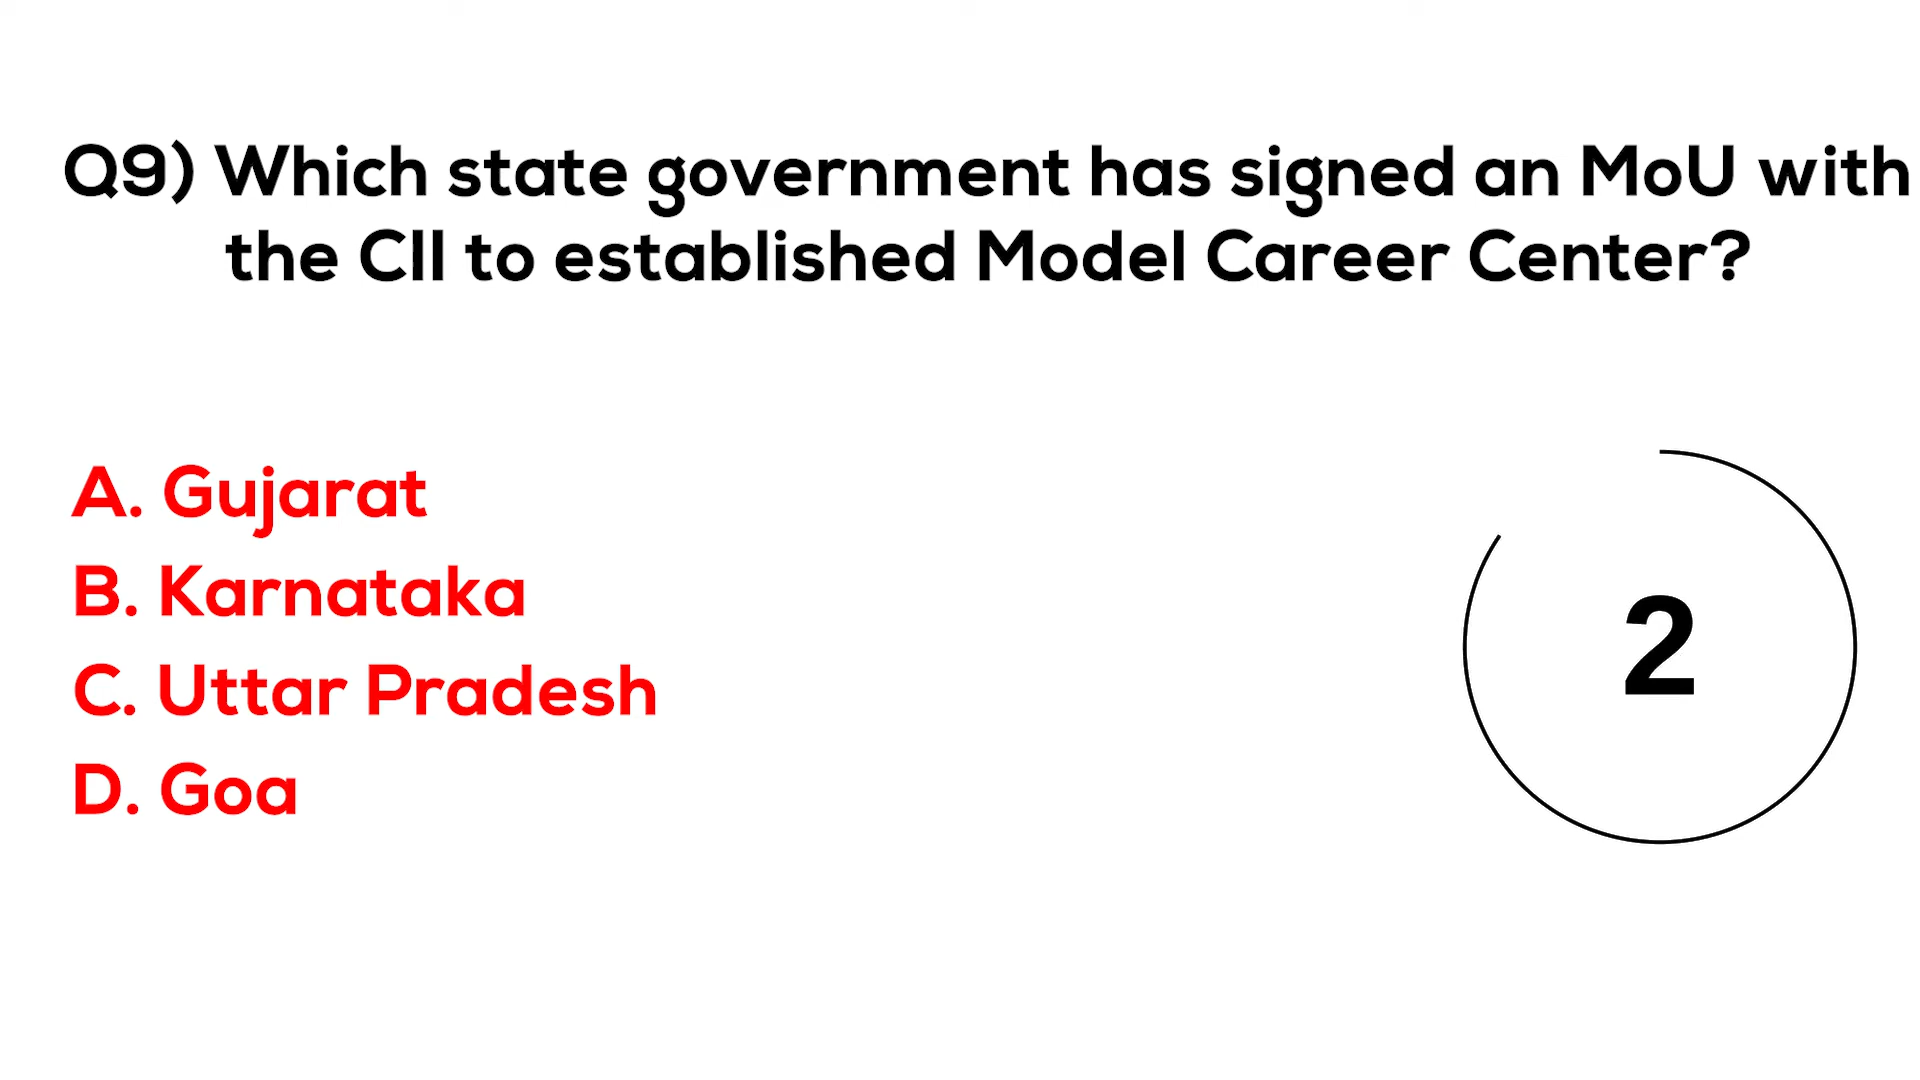 Q9) Which state government has signed an MoU with
the CII to established Model Career Center?
A. Gujarat
B. Karnataka
C. Uttar Pradesh
D. Goa
2